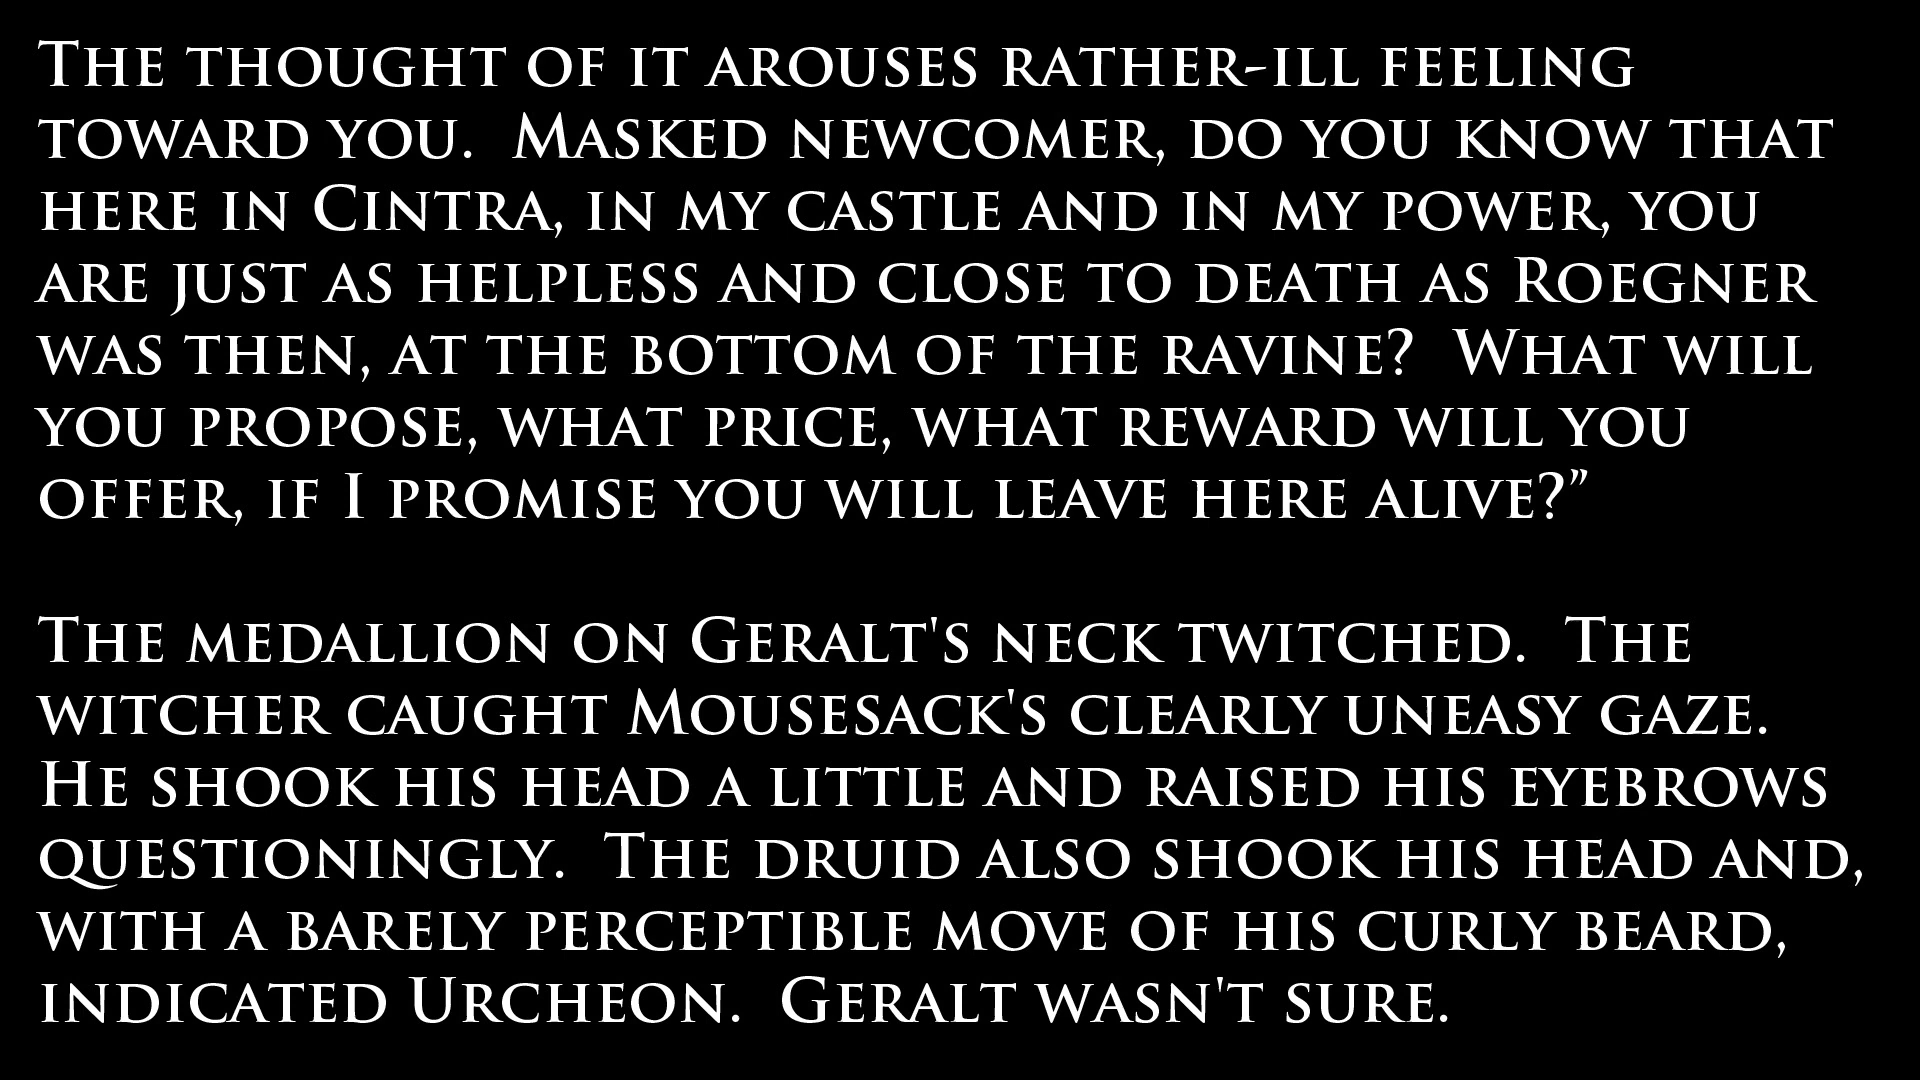 The thought of it arouses rather-ill feeling
toward you.  Masked newcomer, do you know that
here in Cintra, in my castle and in my power, you
are just as helpless and close to death as Roegner
was then, at the bottom of the ravine?  What will
you propose, what price, what reward will you
offer, if I promise you will leave here alive?”
The medallion on Geralt's neck twitched.  The
witcher caught Mousesack's clearly uneasy gaze.
He shook his head a little and raised his eyebrows
questioningly.  The druid also shook his head and,
with a barely perceptible move of his curly beard,
indicated Urcheon.  Geralt wasn't sure.